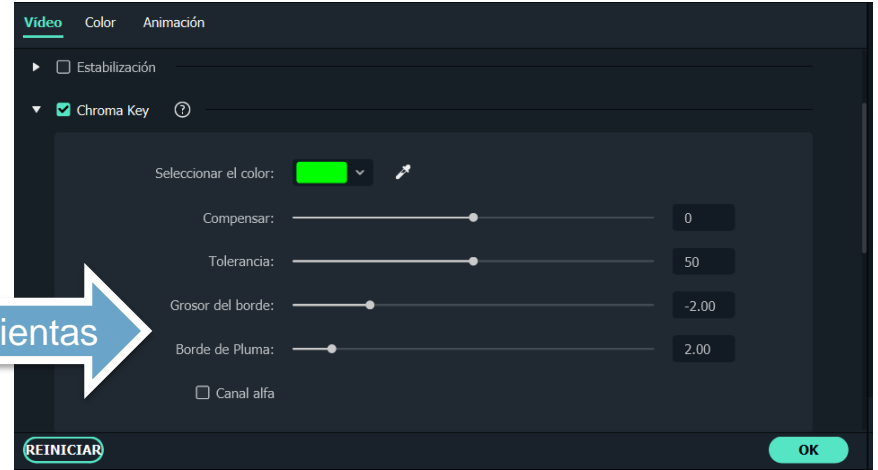 Vídeo Color Animación
Estabilización
Chroma Key ?
Seleccionar el color:
Compensar: 0
Tolerancia: 50
Grosor del borde: -2.00
ientas
Borde de Pluma: 2.00
Canal alfa
REINICIAR OK